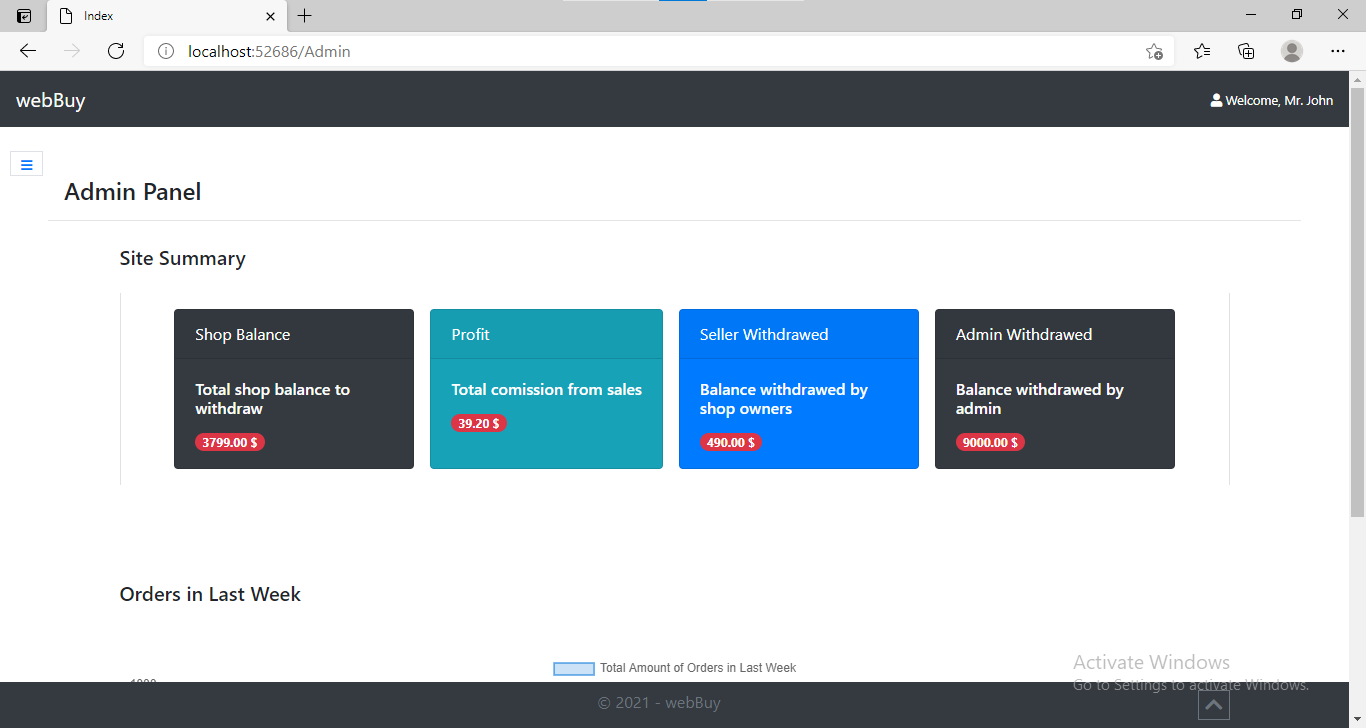 Index
localhost:52686/Admin
webBuy
Welcome, Mr. John
Admin Panel
Site Summary
Shop Balance
Total shop balance to
withdraw
3799.00 $
Profit
Total comission from sales
39.20 $
Seller Withdrawed
Balance withdrawed by
shop owners
490.00 $
Admin Withdrawed
Balance withdrawed by
admin
9000.00 $
Orders in Last Week
Total Amount of Orders in Last Week
Activate Windows
Go to Settings to activate Windows.
© 2021 - webBuy